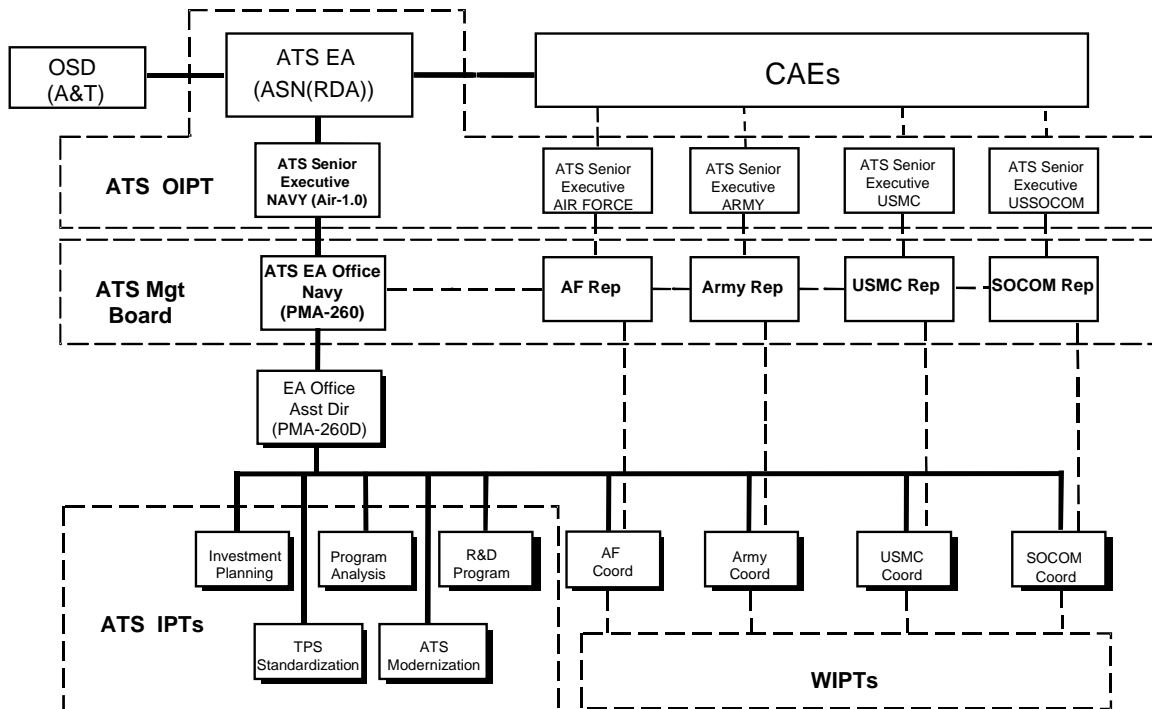 OSD
(A&T)
ATS EA
(ASN(RDA))
CAEs
ATS OIPT
ATS Senior
Executive
NAVY (Air-1.0)
ATS Senior
Executive
AIR FORCE
ATS Senior
Executive
ARMY
ATS Senior
Executive
USMC
ATS Senior
Executive
USSOCOM
ATS Mgt
Board
ATS EA Office
Navy
(PMA-260)
AF Rep
Army Rep
USMC Rep
SOCOM Rep
EA Office
Asst Dir
(PMA-260D)
Investment
Planning
Program
Analysis
R&D
Program
AF
Coord
Army
Coord
USMC
Coord
SOCOM
Coord
ATS IPTs
TPS
Standardization
ATS
Modernization
WIPTs